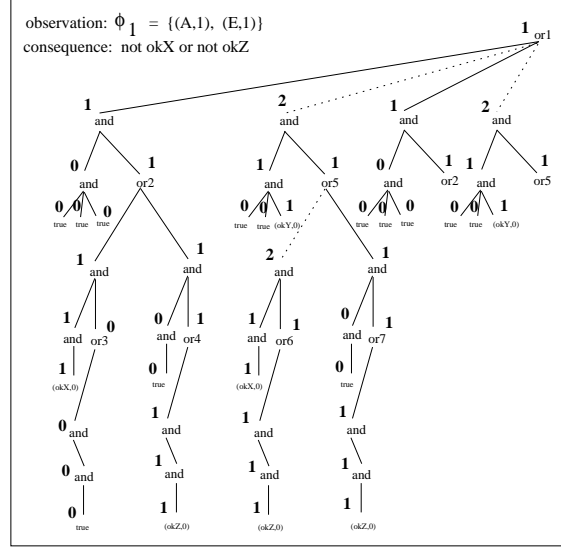 observation: ϕ1 = {(A,1), (E,1)}
consequence: not okX or not okZ
1 or1
1 2 1 2
and and and and
0 1 1 1 0 1 1 1
and or2 and or5 and or2 and or5
0 0 0 0 0 1 0 0 0 0 0 1
true true true true true (okY,0) true true true true true (okY,0)
1 1 2 1
and and and and
1 0 0 1 1 1 0 1
and or3 and or4 and or6 and or7
1 0 1 0
(okX,0) true (okX,0) true
0 1 1 1
and and and and
0 1 1 1
and and and and
0 1 1 1
true (okZ,0) (okZ,0) (okZ,0)